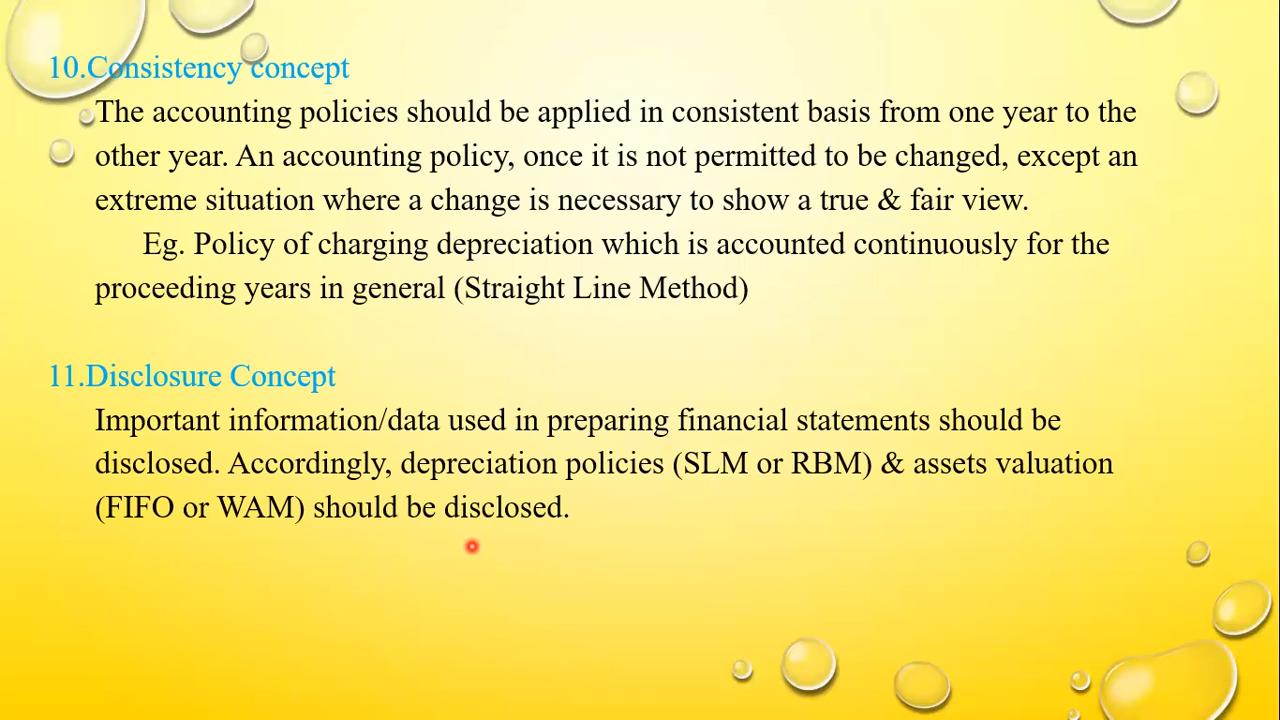 10.Consistency concept
The accounting policies should be applied in consistent basis from one year to the
other year. An accounting policy, once it is not permitted to be changed, except an
extreme situation where a change is necessary to show a true & fair view.
Eg. Policy of charging depreciation which is accounted continuously for the
proceeding years in general (Straight Line Method)
11.Disclosure Concept
Important information/data used in preparing financial statements should be
disclosed. Accordingly, depreciation policies (SLM or RBM) & assets valuation
(FIFO or WAM) should be disclosed.